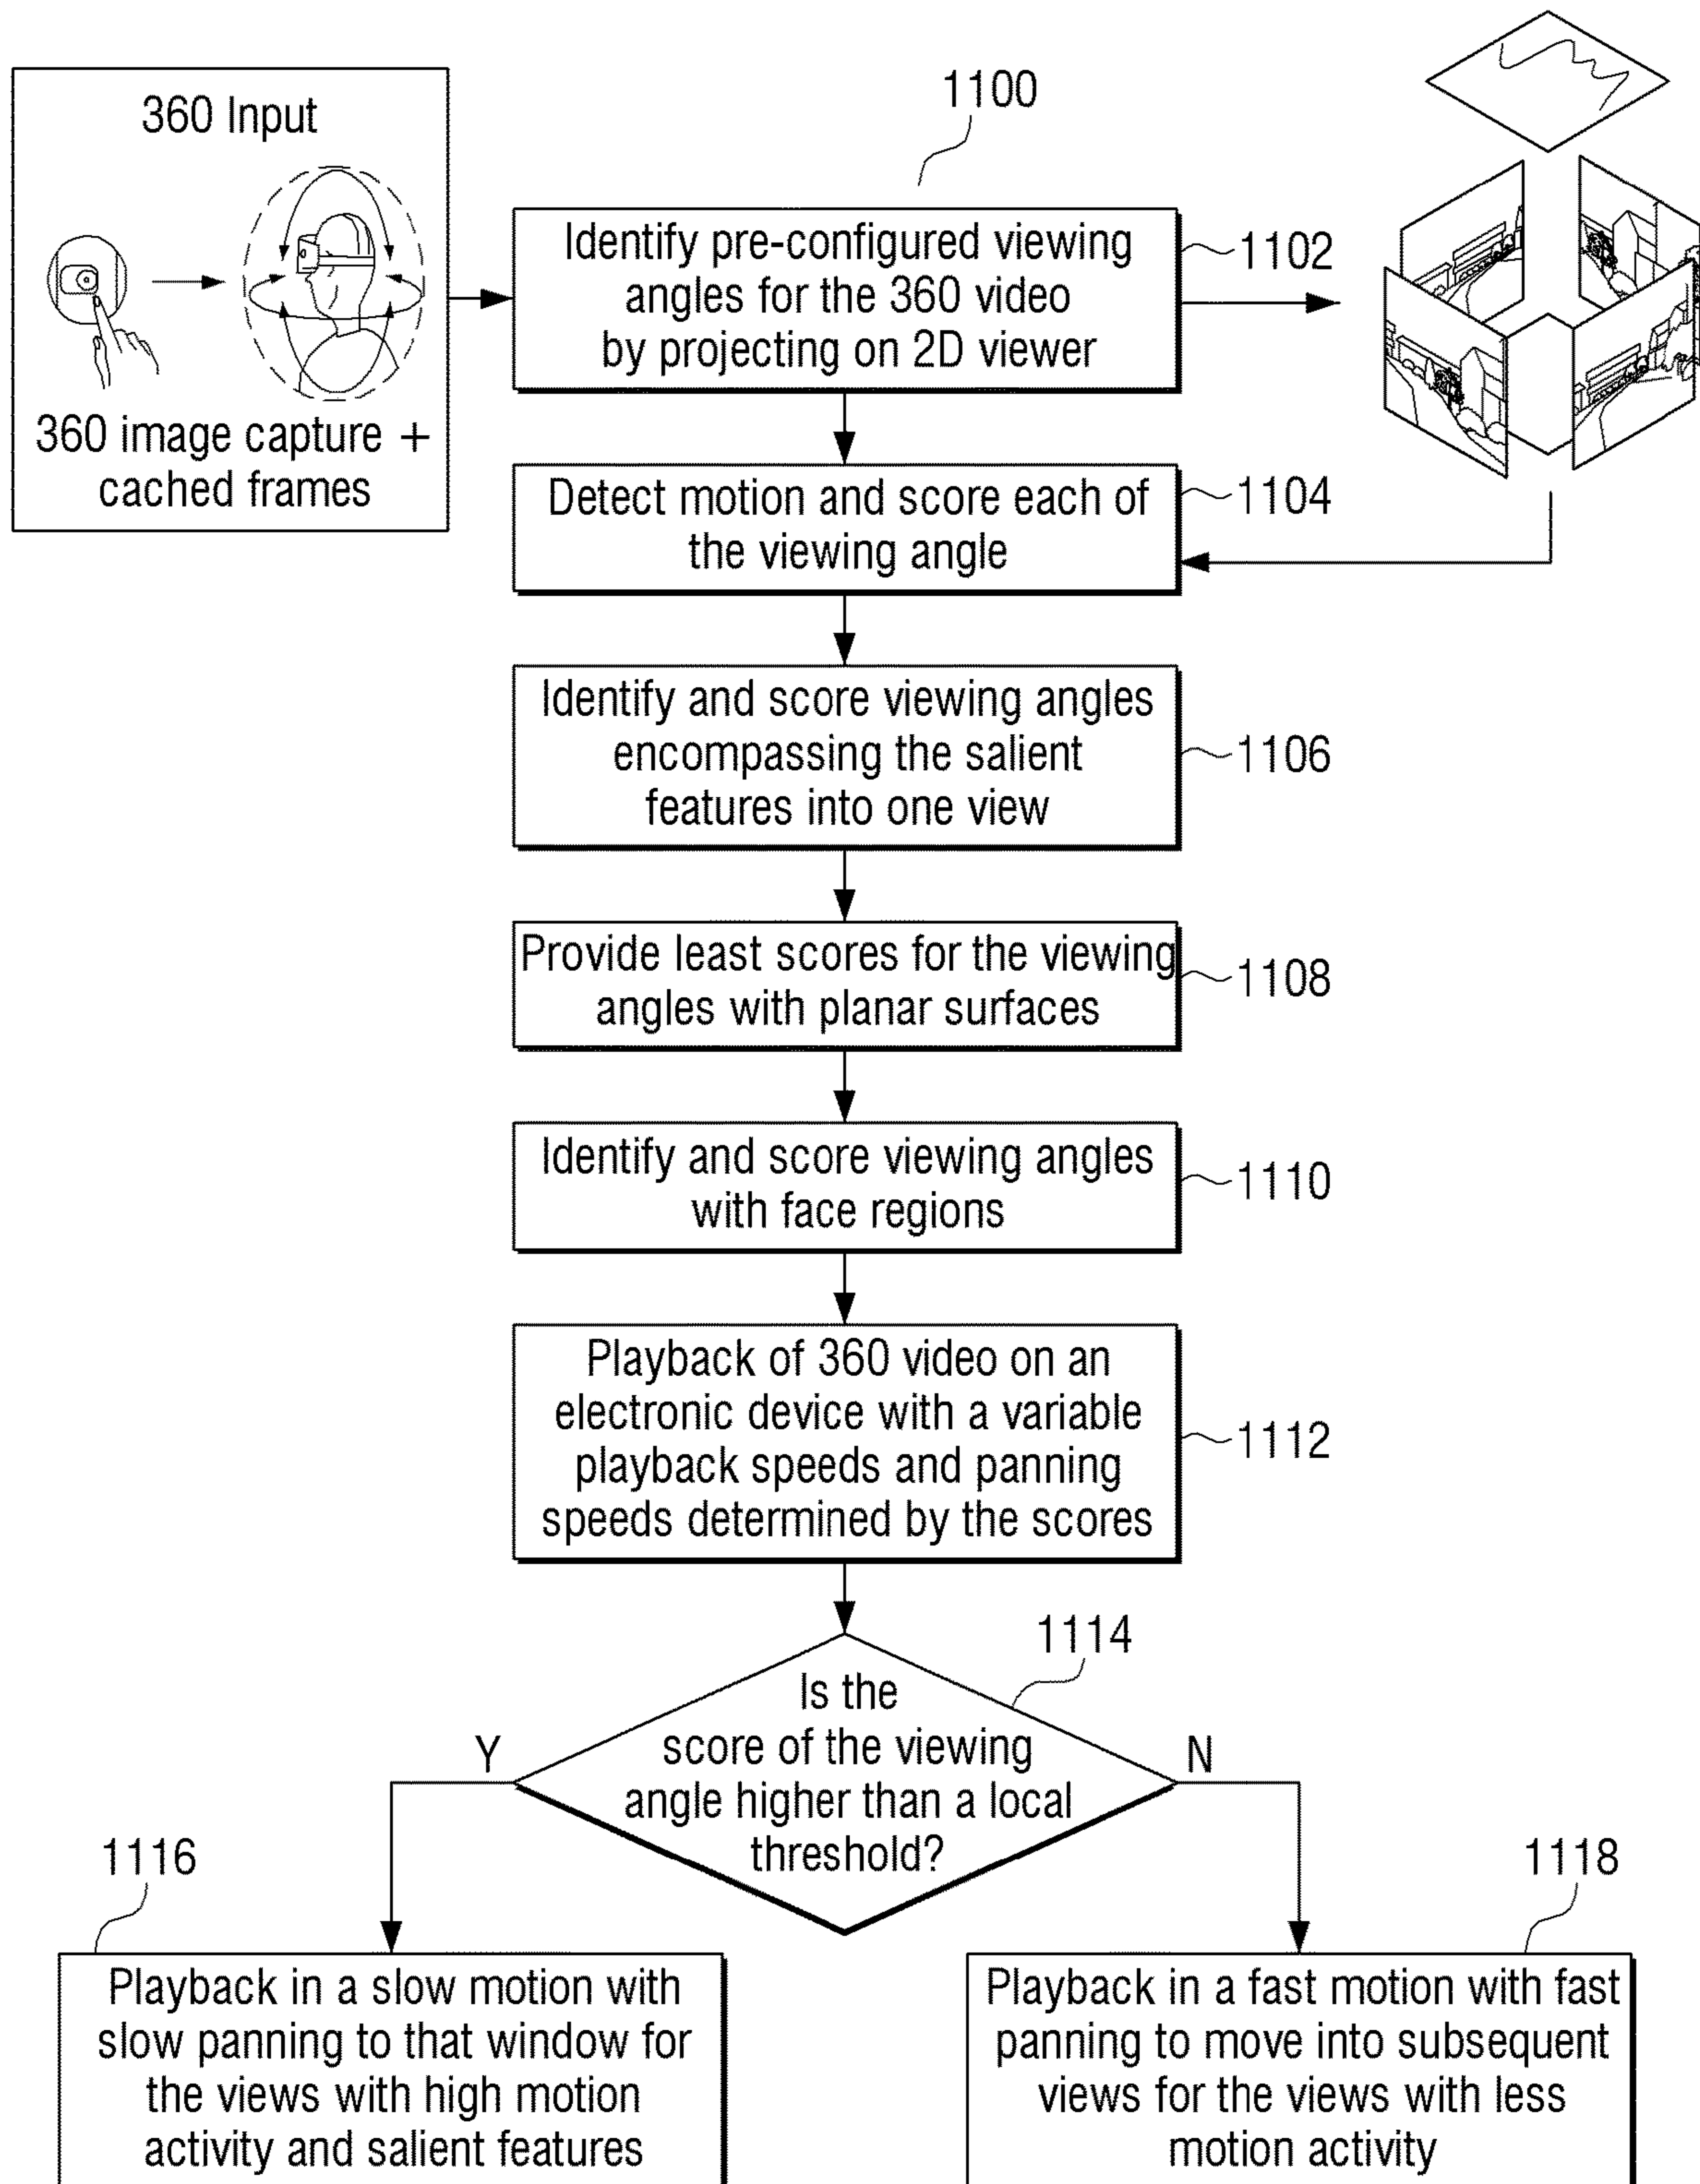 360 Input
360 image capture +
cached frames
1100
Identify pre-configured viewing
angles for the 360 video
by projecting on 2D viewer
1102
Detect motion and score each of
the viewing angle
1104
Identify and score viewing angles
encompassing the salient
features into one view
1106
Provide least scores for the viewing
angles with planar surfaces
1108
Identify and score viewing angles
with face regions
1110
Playback of 360 video on an
electronic device with a variable
playback speeds and panning
speeds determined by the scores
1112
1114
Is the
score of the viewing
angle higher than a local
threshold?
Y
N
1116
Playback in a slow motion with
slow panning to that window for
the views with high motion
activity and salient features
1118
Playback in a fast motion with fast
panning to move into subsequent
views for the views with less
motion activity